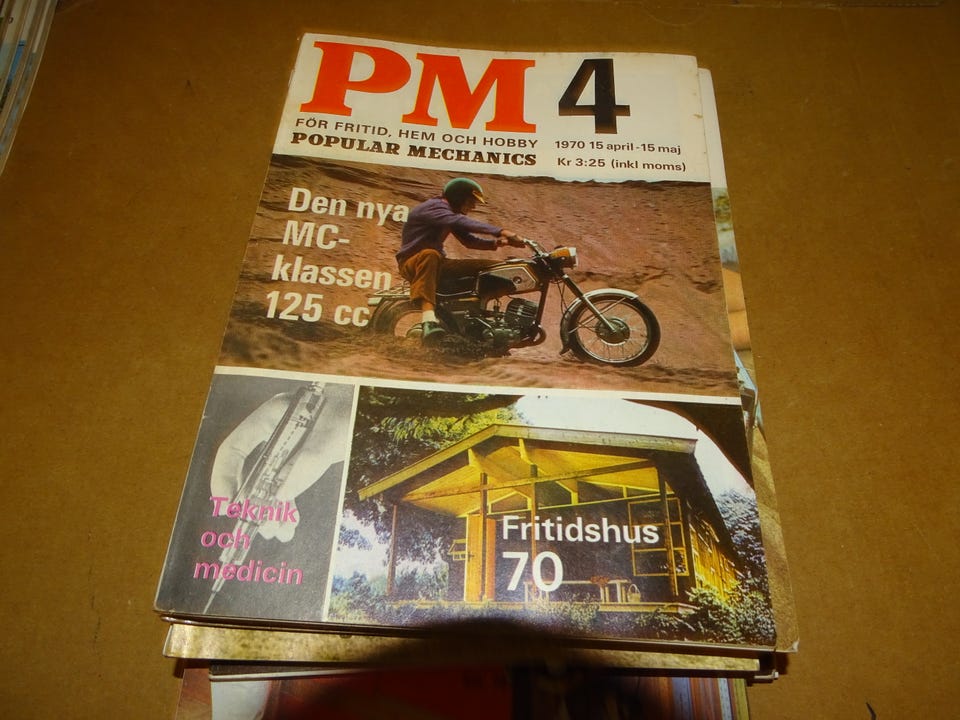 PM 4
FÖR FRITID, HEM OCH HOBBY
POPULAR MECHANICS
1970 15 april-15 maj
Kr 3:25 (inkl moms)
Den nya
MC-
klassen
125 cc
Teknik
och
medicin
Fritidshus
70